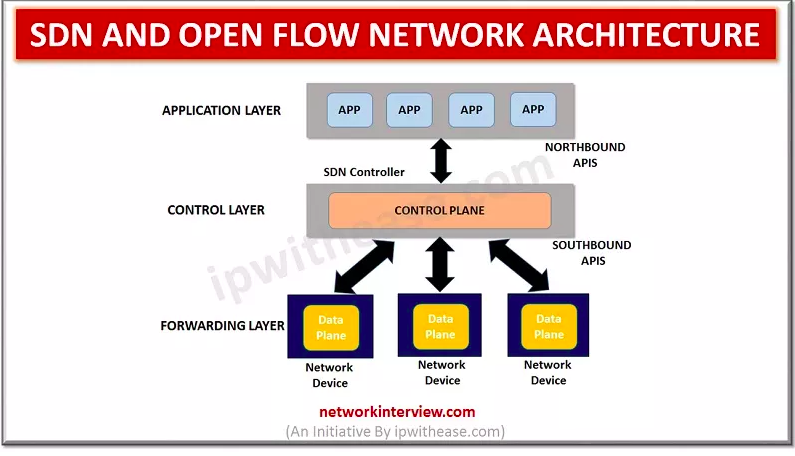 SDN AND OPEN FLOW NETWORK ARCHITECTURE
APPLICATION LAYER
APP
APP
APP
APP
NORTHBOUND
APIS
SDN Controller
CONTROL LAYER
CONTROL PLANE
SOUTHBOUND
APIS
ipwithease.com
FORWARDING LAYER
Data
Plane
Data
Plane
Data
Plane
Network
Device
Network
Device
Network
Device
networkinterview.com
(An Initiative By ipwithease.com)